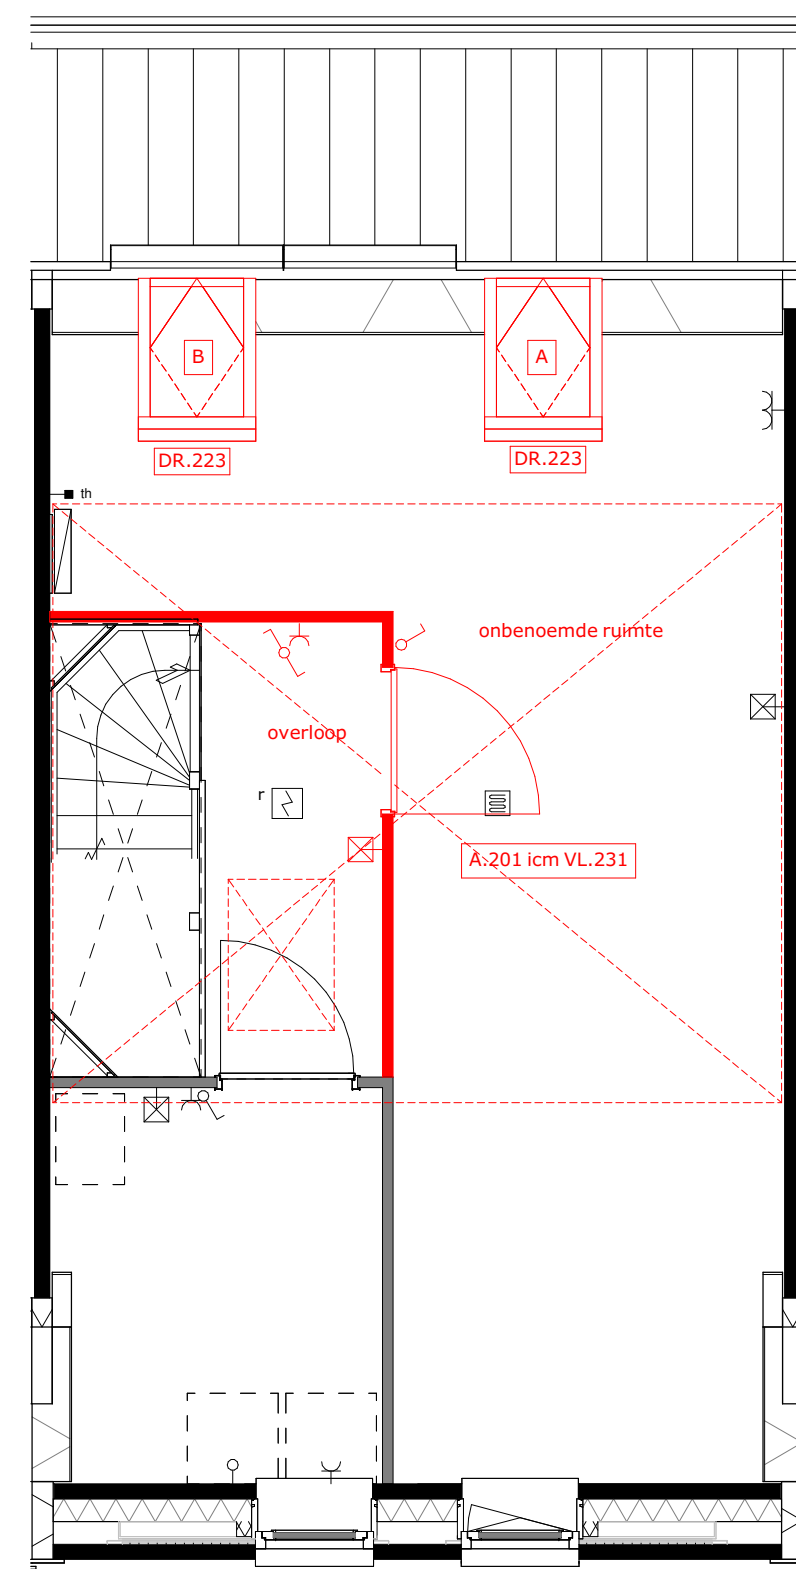 B
A
DR.223
DR.223
th
onbenoemde ruimte
overloop
r
A.201 icm VL.231